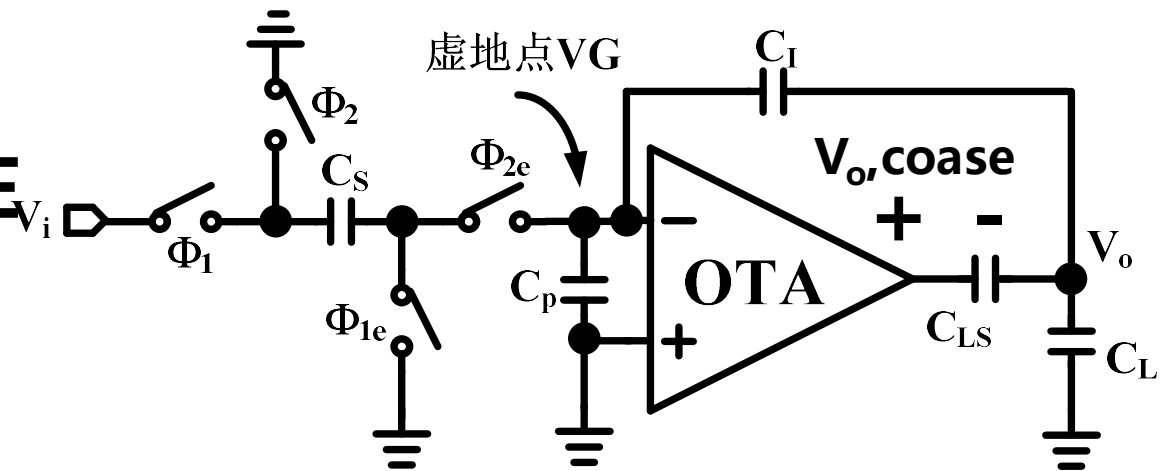 虚地点VG
C_I
Φ2
V_o,coase
C_S
Φ2e
V_i
Φ1
−
+ -
V_o
OTA
C_p
Φ1e
+
C_LS
C_L